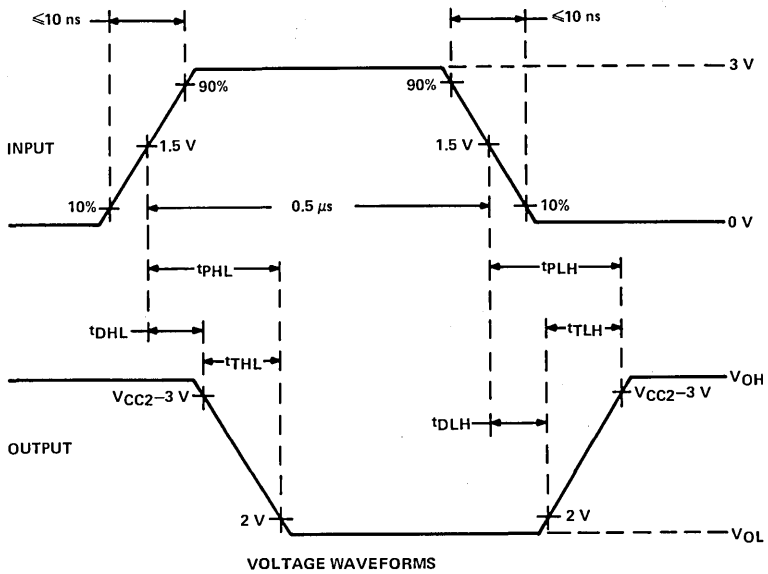 ≤10 ns
≤10 ns
3 V
90%
90%
INPUT
1.5 V
1.5 V
10%
0.5 µs
10%
0 V
tPHL
tPLH
tDHL
tTLH
tTHL
VOH
VCC2–3 V
VCC2–3 V
tDLH
OUTPUT
2 V
2 V
VOL
VOLTAGE WAVEFORMS